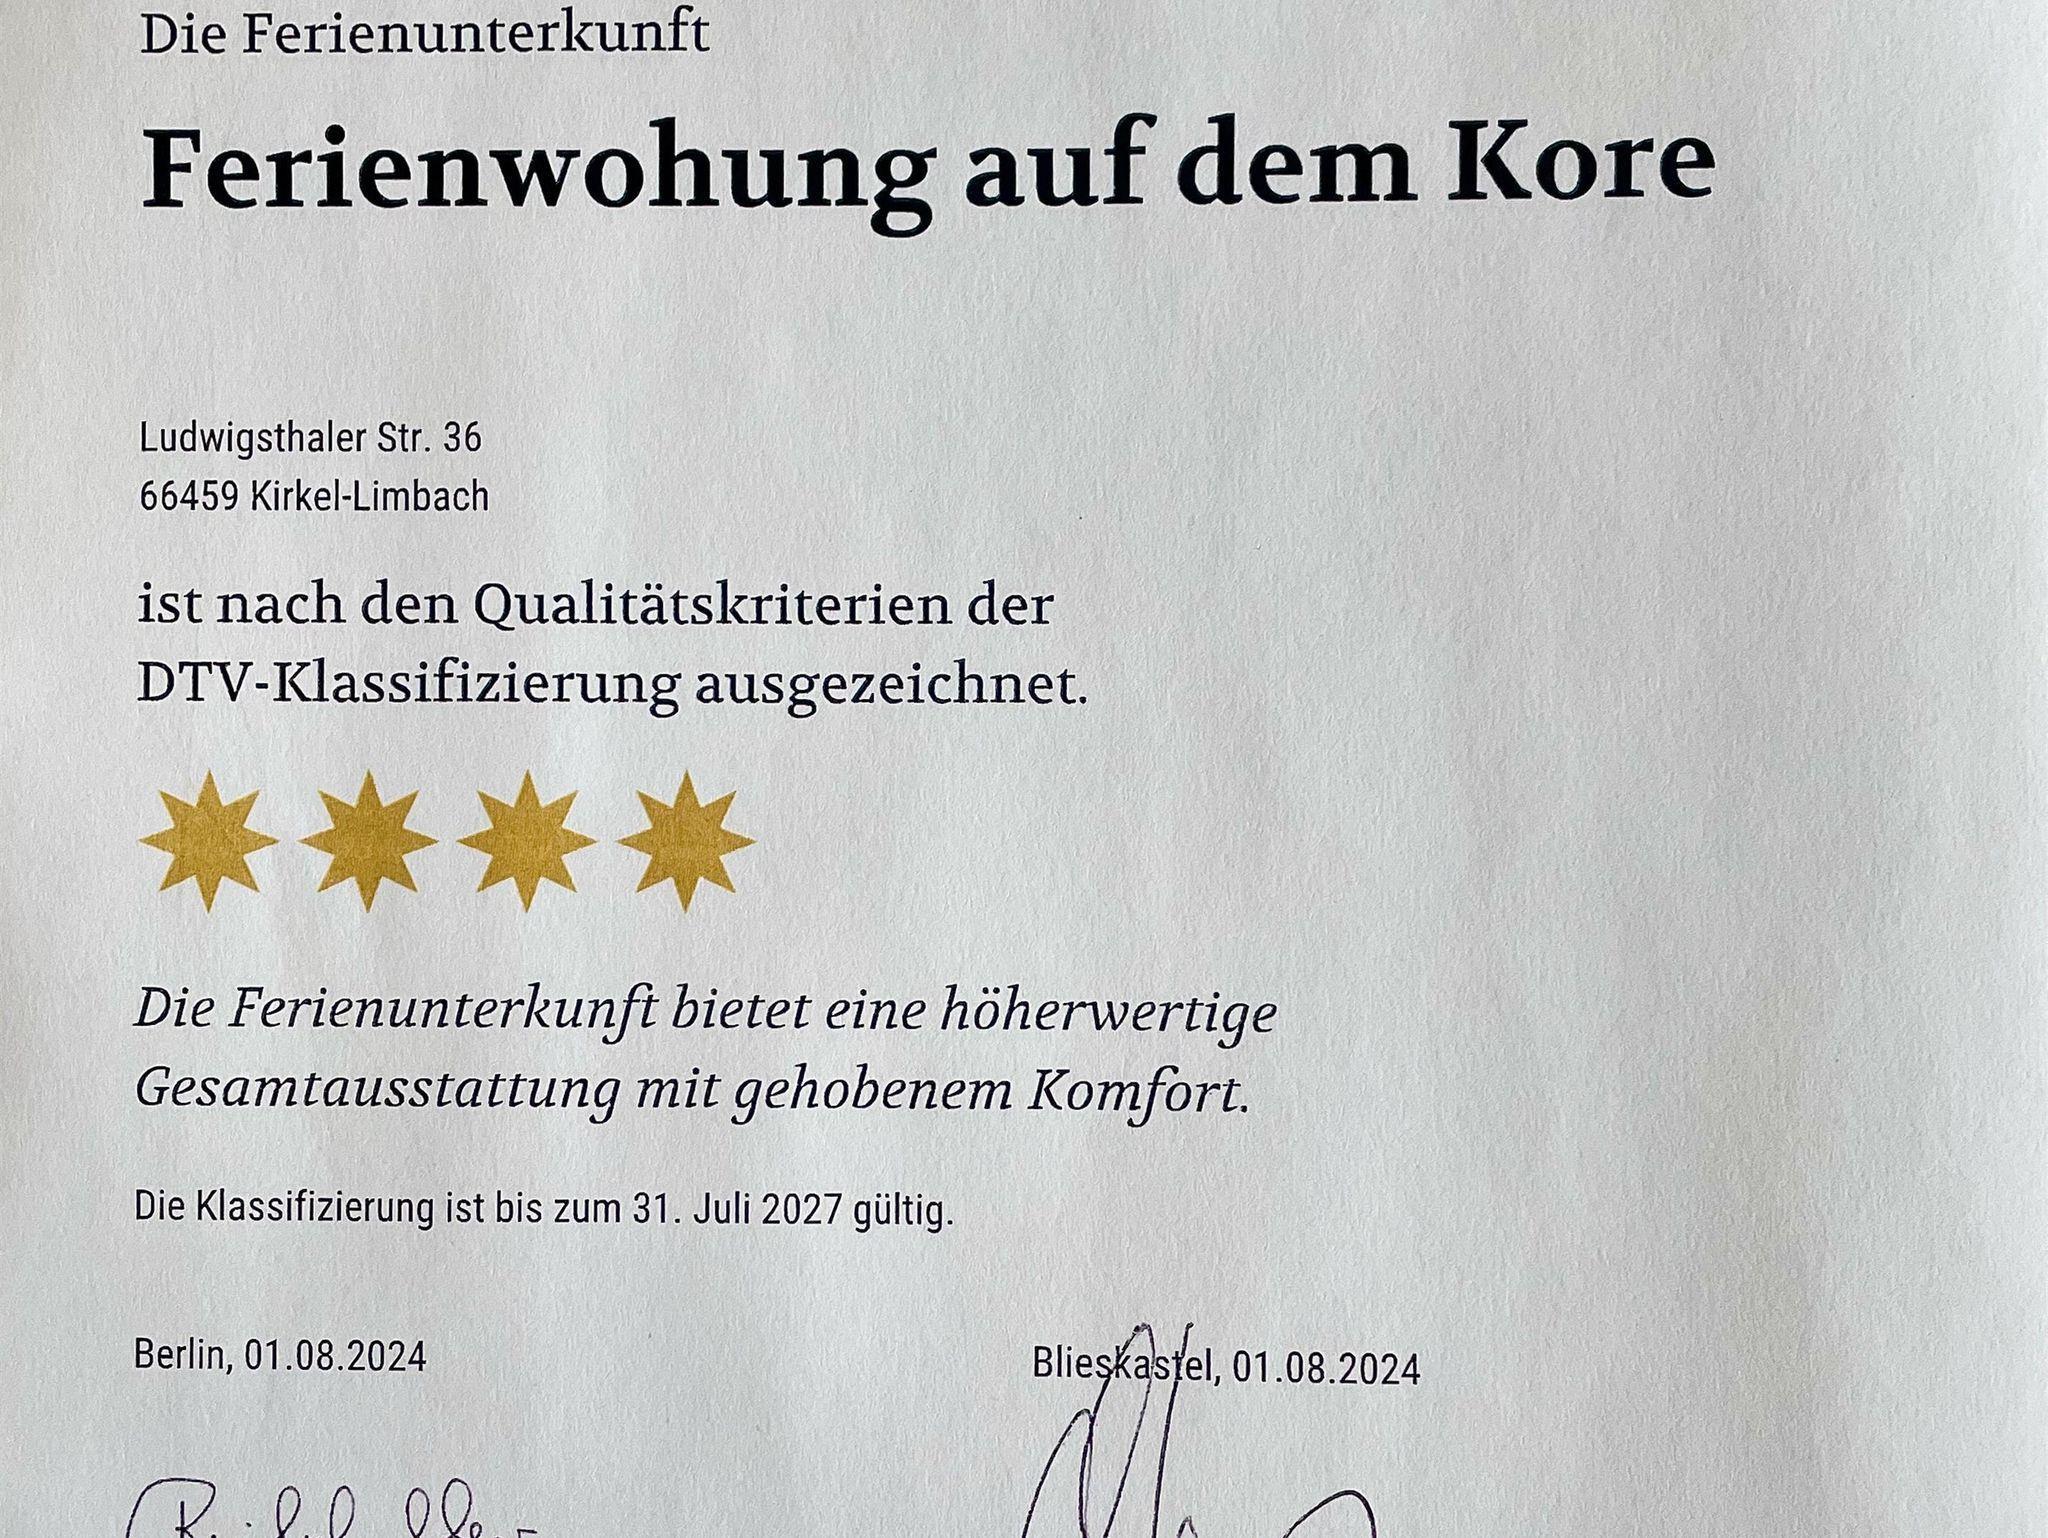 Die Ferienunterkunft
Ferienwohung auf dem Kore
Ludwigsthaler Str. 36
66459 Kirkel-Limbach
ist nach den Qualitätskriterien der
DTV-Klassifizierung ausgezeichnet.
Die Ferienunterkunft bietet eine höherwertige
Gesamtausstattung mit gehobenem Komfort.
Die Klassifizierung ist bis zum 31. Juli 2027 gültig.
Berlin, 01.08.2024
Blieskastel, 01.08.2024